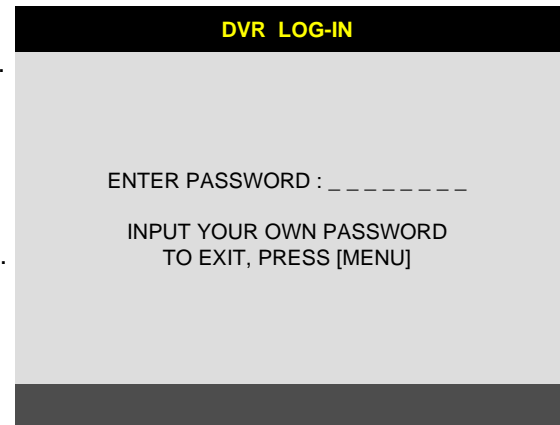 DVR LOG-IN
.
ENTER PASSWORD : _ _ _ _ _ _ _ _
INPUT YOUR OWN PASSWORD
TO EXIT, PRESS [MENU]
.